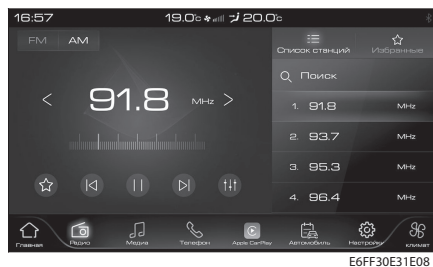 16:57 19.0°c 20.0°c
FM AM
Список станций Избранные
Поиск
< 91.8 MHz >
1. 91.8 MHz
2. 93.7 MHz
3. 95.3 MHz
4. 96.4 MHz
Главная Радио Медиа Телефон Apple CarPlay Автомобиль Настройки климат
E6FF30E31E08